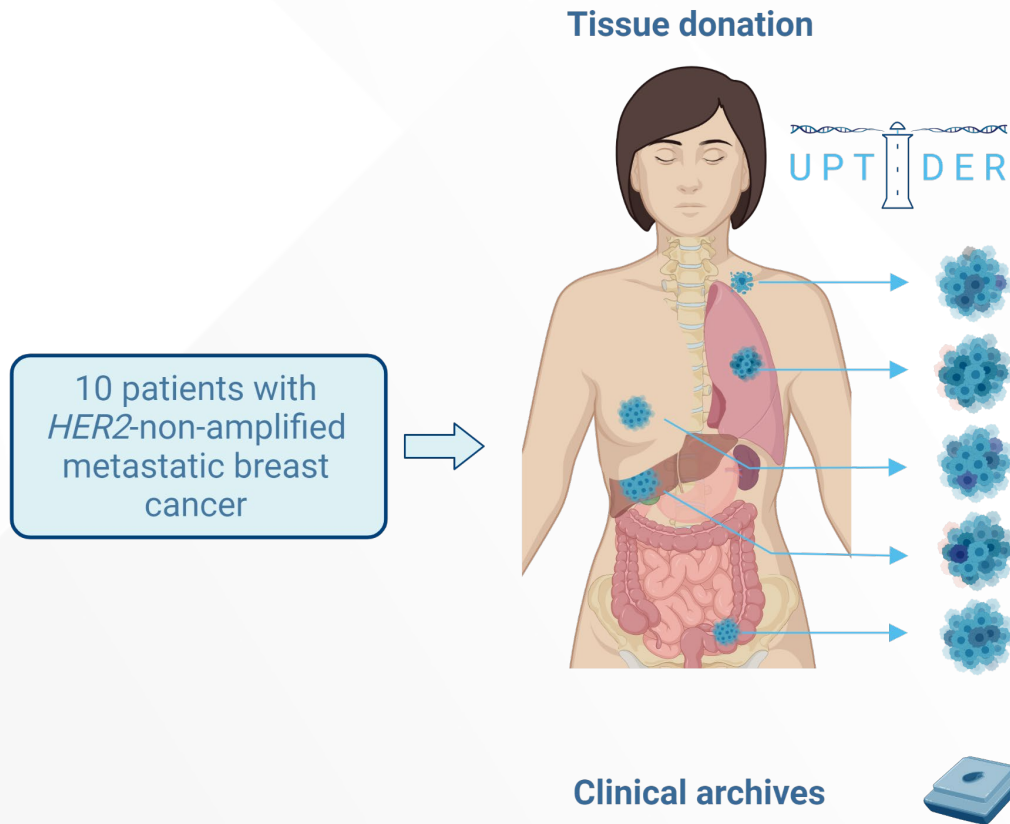 Tissue donation
UPTIDER
10 patients with
HER2-non-amplified
metastatic breast
cancer
Clinical archives